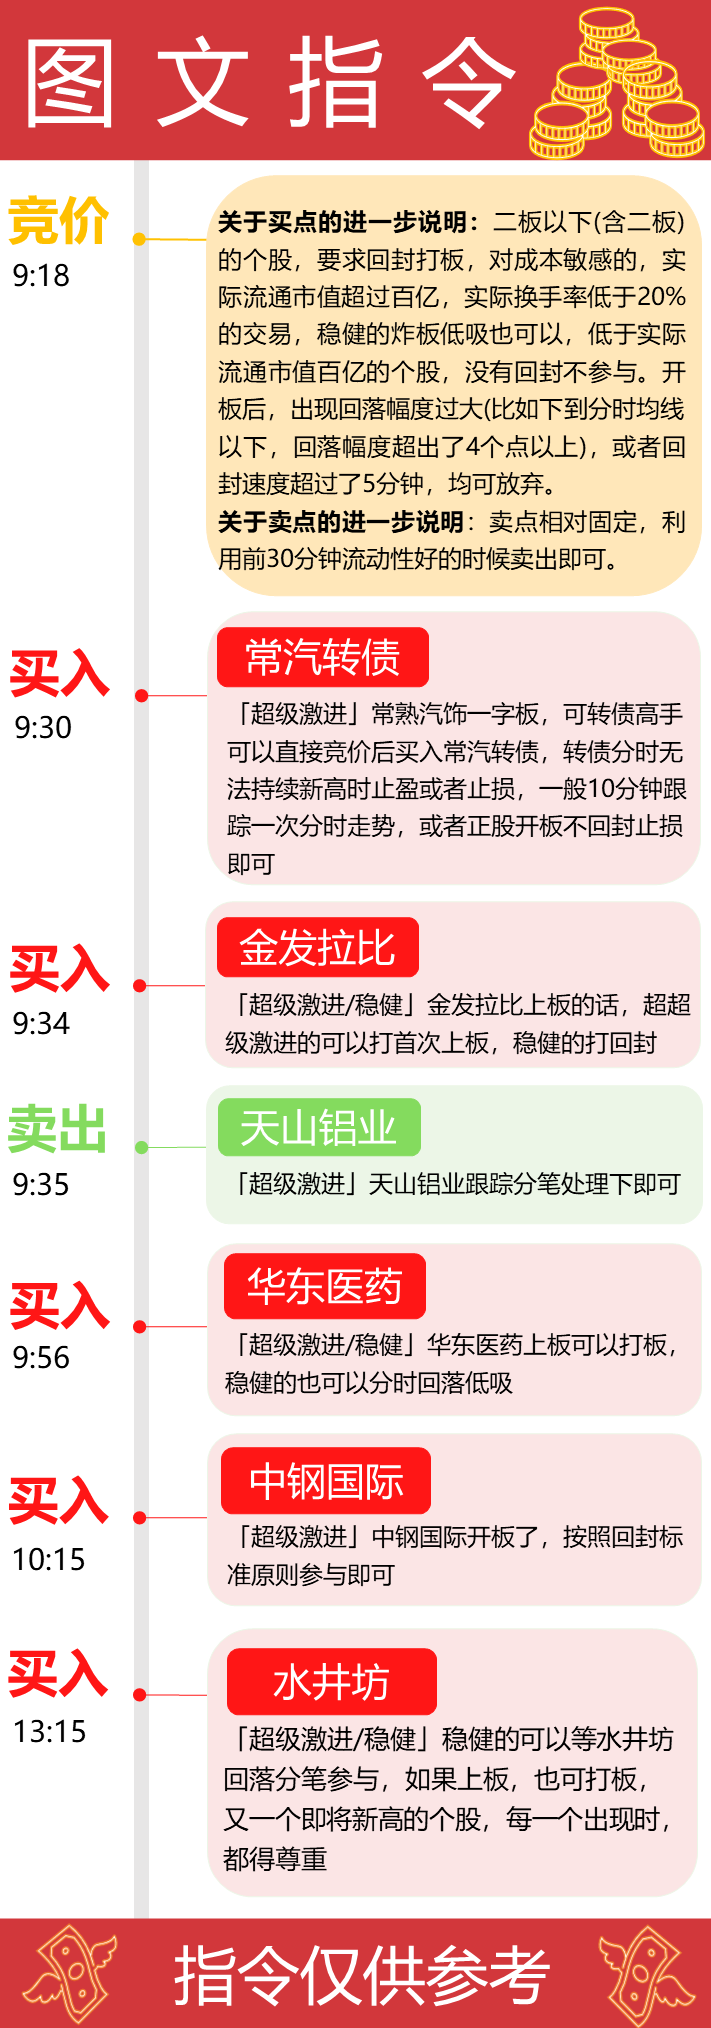 图文指令
竞价
9:18
关于买点的进一步说明：二板以下(含二板)
的个股，要求回封打板，对成本敏感的，实
际流通市值超过百亿，实际换手率低于20%
的交易，稳健的炸板低吸也可以，低于实际
流通市值百亿的个股，没有回封不参与。开
板后，出现回落幅度过大(比如下到分时均线
以下，回落幅度超出了4个点以上)，或者回
封速度超过了5分钟，均可放弃。
关于卖点的进一步说明：卖点相对固定，利
用前30分钟流动性好的时候卖出即可。
买入
9:30
常汽转债
「超级激进」常熟汽饰一字板，可转债高手
可以直接竞价后买入常汽转债，转债分时无
法持续新高时止盈或者止损，一般10分钟跟
踪一次分时走势，或者正股开板不回封止损
即可
买入
9:34
金发拉比
「超级激进/稳健」金发拉比上板的话，超超
级激进的可以打首次上板，稳健的打回封
卖出
9:35
天山铝业
「超级激进」天山铝业跟踪分笔处理下即可
买入
9:56
华东医药
「超级激进/稳健」华东医药上板可以打板，
稳健的也可以分时回落低吸
买入
10:15
中钢国际
「超级激进」中钢国际开板了，按照回封标
准原则参与即可
买入
13:15
水井坊
「超级激进/稳健」稳健的可以等水井坊
回落分笔参与，如果上板，也可打板，
又一个即将新高的个股，每一个出现时，
都得尊重
指令仅供参考